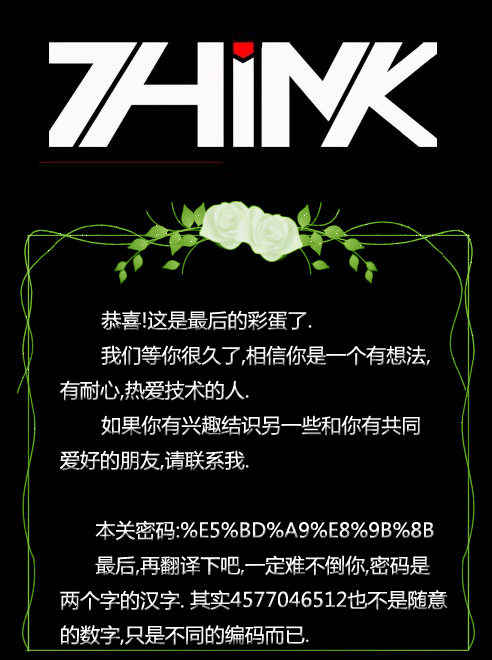 THiNK
恭喜!这是最后的彩蛋了.
我们等你很久了,相信你是一个有想法,
有耐心,热爱技术的人.
如果你有兴趣结识另一些和你有共同
爱好的朋友,请联系我.
本关密码:%E5%BD%A9%E8%9B%8B
最后,再翻译下吧,一定难不倒你,密码是
两个字的汉字. 其实4577046512也不是随意
的数字,只是不同的编码而已.